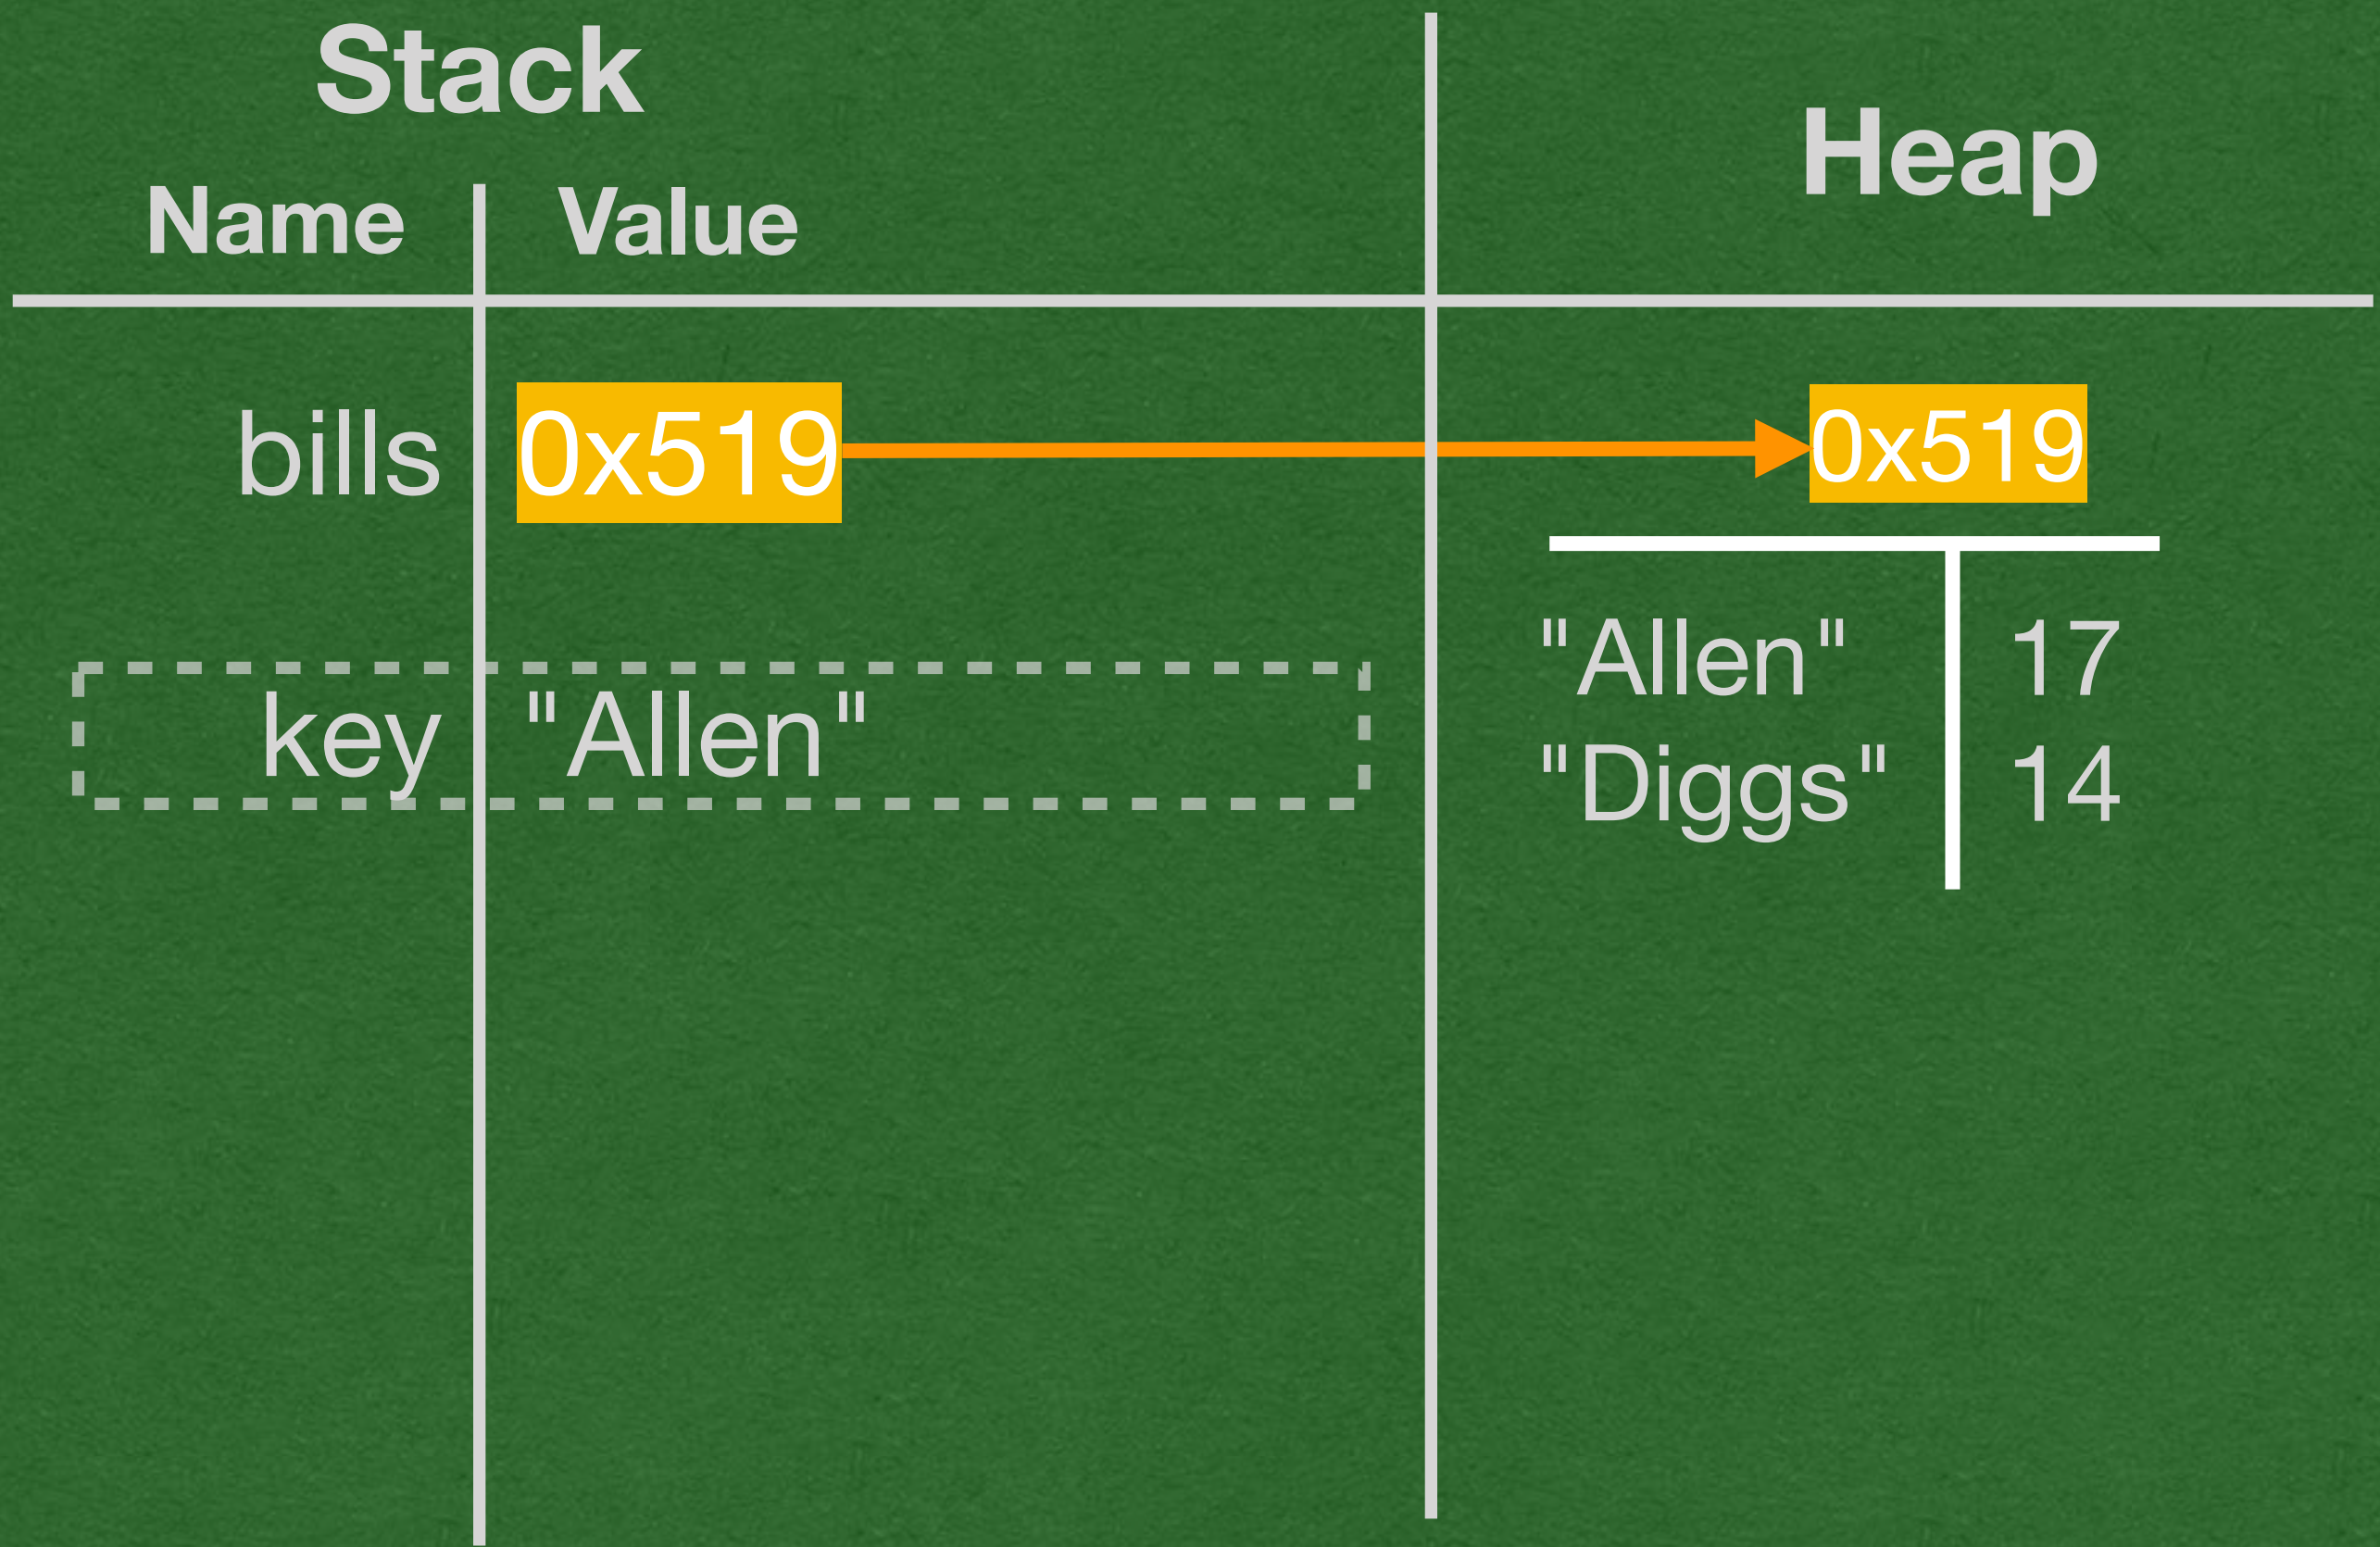 Stack
Heap
Name Value
bills 0x519 0x519
"Allen" 17
key "Allen"
"Diggs" 14